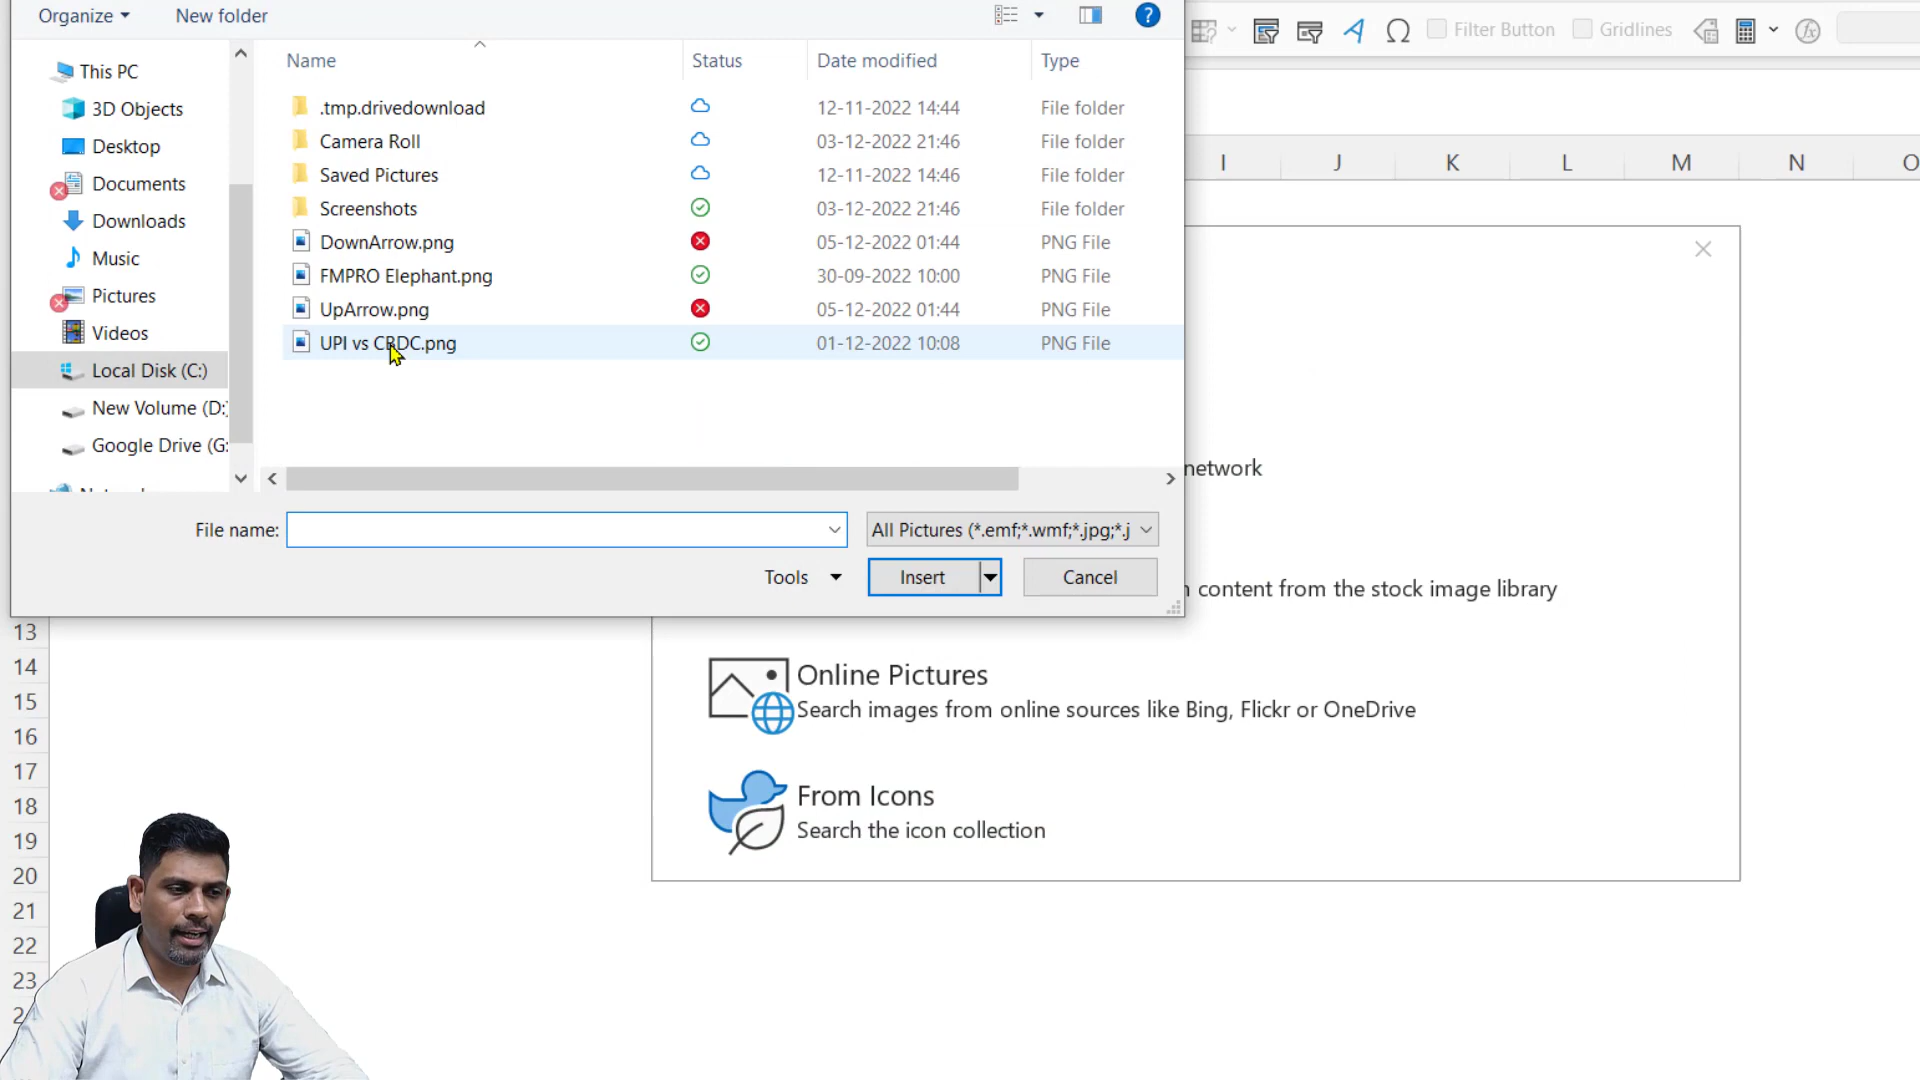 Organize New folder
Filter Button Gridlines
Name Status Date modified Type
This PC
3D Objects
Desktop
Documents
Downloads
Music
Pictures
Videos
Local Disk (C:)
New Volume (D:)
Google Drive (G:
.tmp.drivedownload 12-11-2022 14:44 File folder
Camera Roll 03-12-2022 21:46 File folder
Saved Pictures 12-11-2022 14:46 File folder
Screenshots 03-12-2022 21:46 File folder
DownArrow.png 05-12-2022 01:44 PNG File
FMPRO Elephant.png 30-09-2022 10:00 PNG File
UpArrow.png 05-12-2022 01:44 PNG File
UPI vs CBDC.png 01-12-2022 10:08 PNG File
I J K L M N O
File name: All Pictures (*.emf;*.wmf;*.jpg;*.j
Tools Insert Cancel
network
content from the stock image library
Online Pictures
Search images from online sources like Bing, Flickr or OneDrive
From Icons
Search the icon collection
13
14
15
16
17
18
19
20
21
22
23